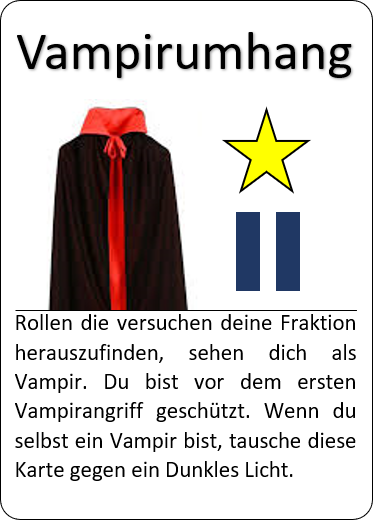 Vampirumhang
Rollen die versuchen deine Fraktion
herauszufinden, sehen dich als
Vampir. Du bist vor dem ersten
Vampirangriff geschützt. Wenn du
selbst ein Vampir bist, tausche diese
Karte gegen ein Dunkles Licht.